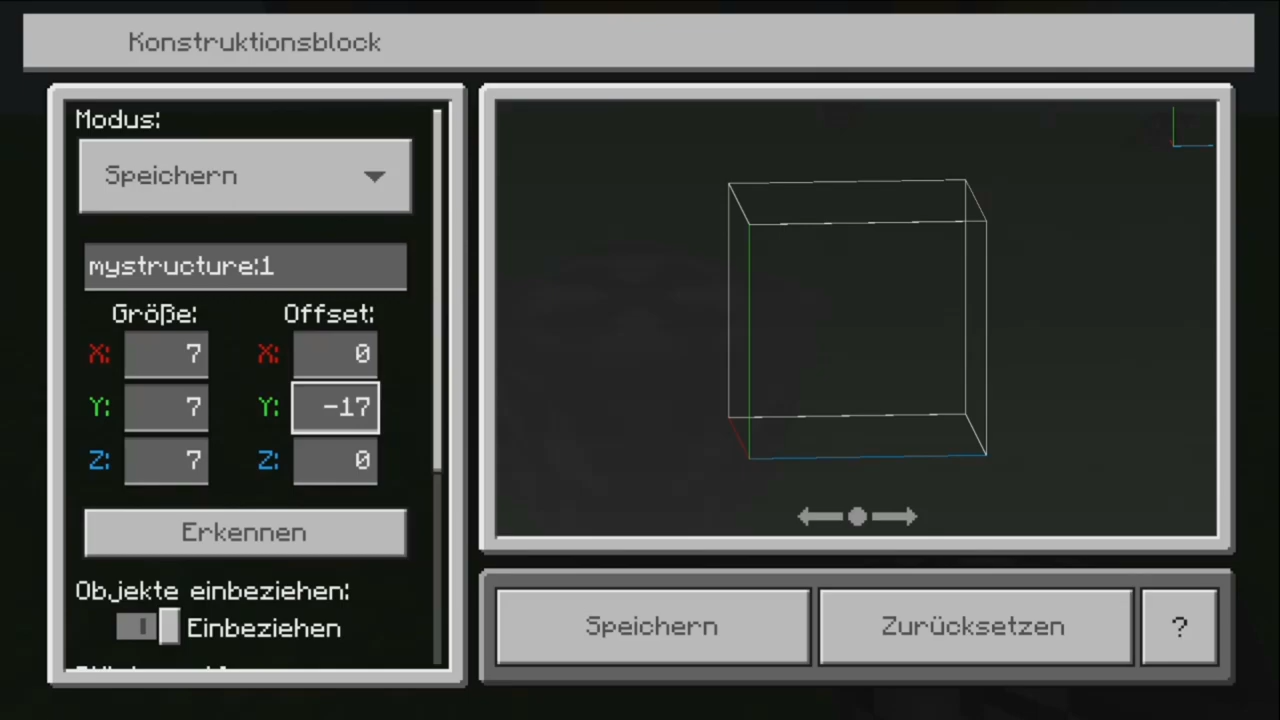 Konstruktionsblock
Modus:
Speichern
mystructure:1
Größe: Offset:
X: 7 X: 0
Y: 7 Y: -17
Z: 7 Z: 0
Erkennen
Objekte einbeziehen:
Einbeziehen
Speichern Zurücksetzen ?